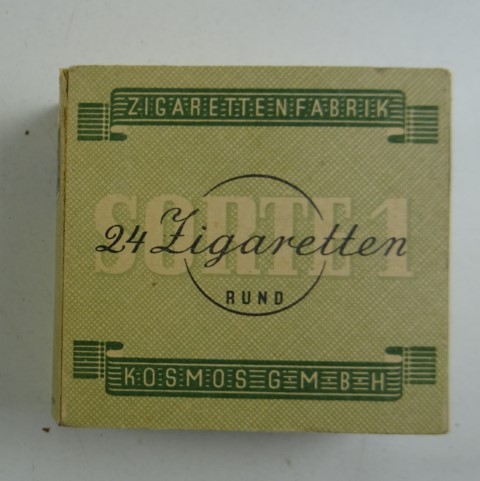 ZIGARETTENFABRIK
SORTE 1
24 Zigaretten
RUND
KOSMOS G·M·B·H